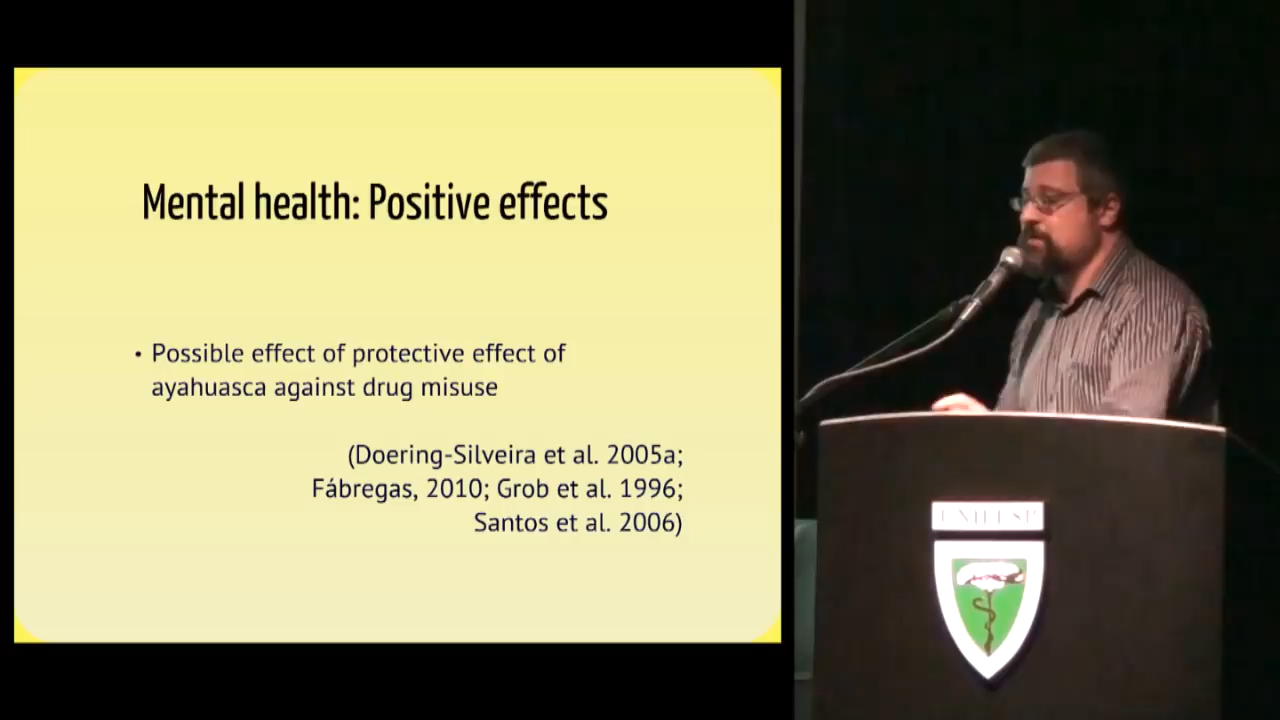 Mental health: Positive effects
• Possible effect of protective effect of
ayahuasca against drug misuse
(Doering-Silveira et al. 2005a;
Fábregas, 2010; Grob et al. 1996;
Santos et al. 2006)
UNIFESP